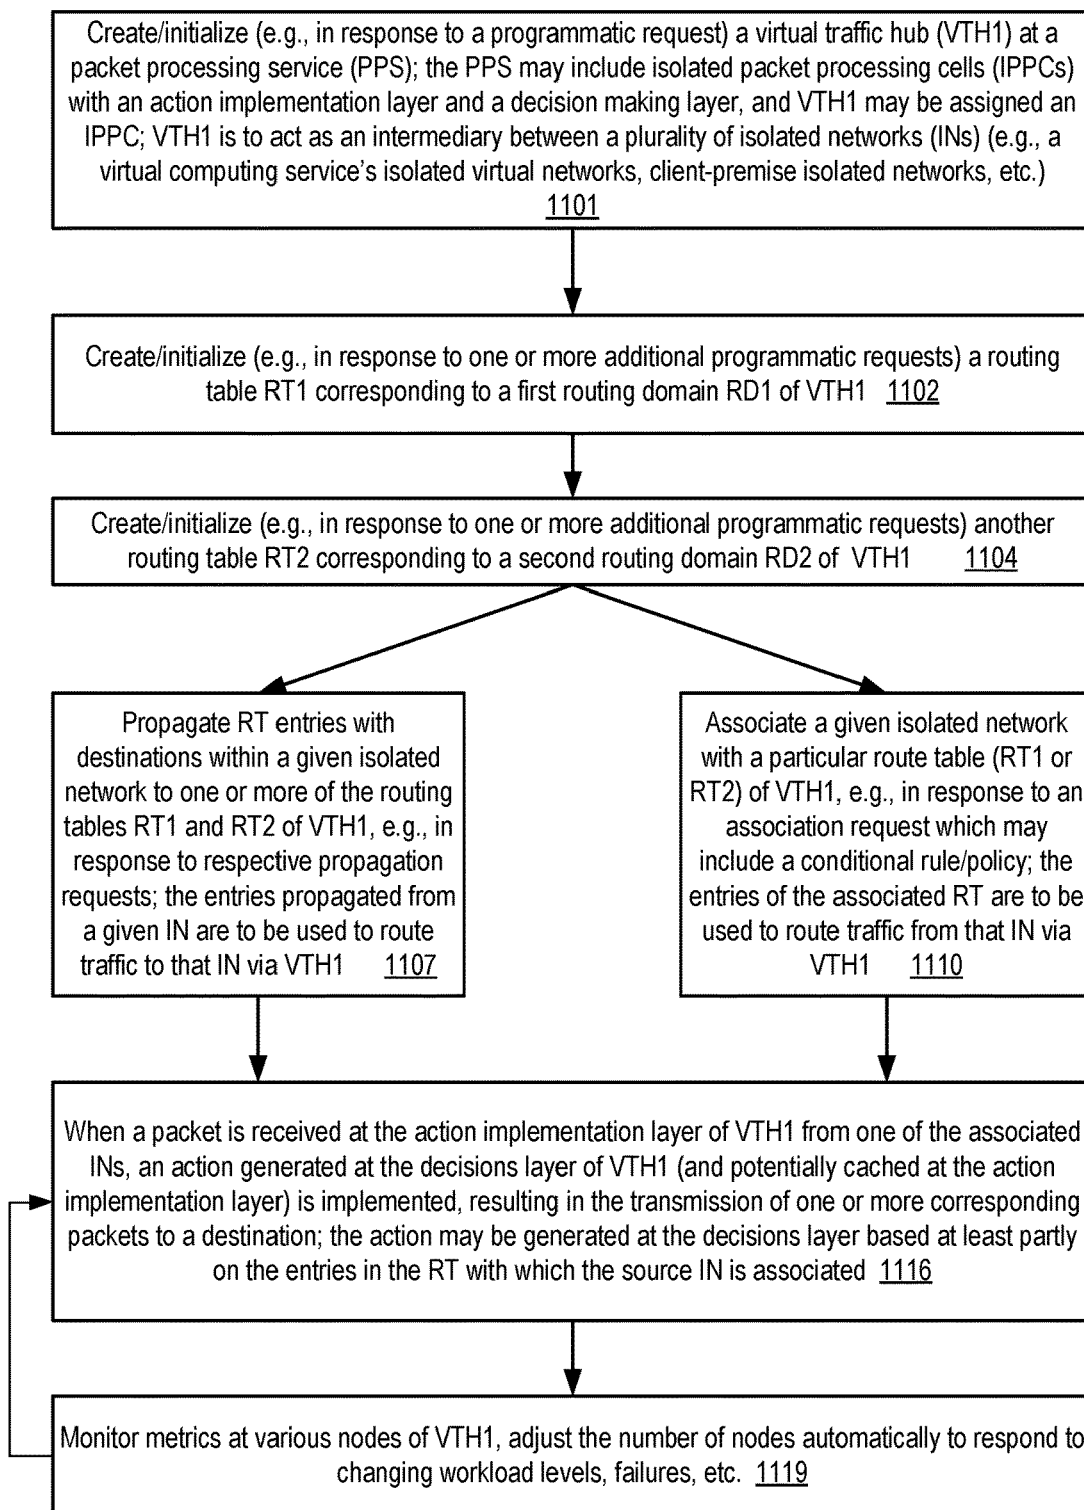 Create/initialize (e.g., in response to a programmatic request) a virtual traffic hub (VTH1) at a
packet processing service (PPS); the PPS may include isolated packet processing cells (IPPCs)
with an action implementation layer and a decision making layer, and VTH1 may be assigned an
IPPC; VTH1 is to act as an intermediary between a plurality of isolated networks (INs) (e.g., a
virtual computing service's isolated virtual networks, client-premise isolated networks, etc.)
1101
Create/initialize (e.g., in response to one or more additional programmatic requests) a routing
table RT1 corresponding to a first routing domain RD1 of VTH1 1102
Create/initialize (e.g., in response to one or more additional programmatic requests) another
routing table RT2 corresponding to a second routing domain RD2 of VTH1 1104
Propagate RT entries with
destinations within a given isolated
network to one or more of the routing
tables RT1 and RT2 of VTH1, e.g., in
response to respective propagation
requests; the entries propagated from
a given IN are to be used to route
traffic to that IN via VTH1 1107
Associate a given isolated network
with a particular route table (RT1 or
RT2) of VTH1, e.g., in response to an
association request which may
include a conditional rule/policy; the
entries of the associated RT are to be
used to route traffic from that IN via
VTH1 1110
When a packet is received at the action implementation layer of VTH1 from one of the associated
INs, an action generated at the decisions layer of VTH1 (and potentially cached at the action
implementation layer) is implemented, resulting in the transmission of one or more corresponding
packets to a destination; the action may be generated at the decisions layer based at least partly
on the entries in the RT with which the source IN is associated 1116
Monitor metrics at various nodes of VTH1, adjust the number of nodes automatically to respond to
changing workload levels, failures, etc. 1119